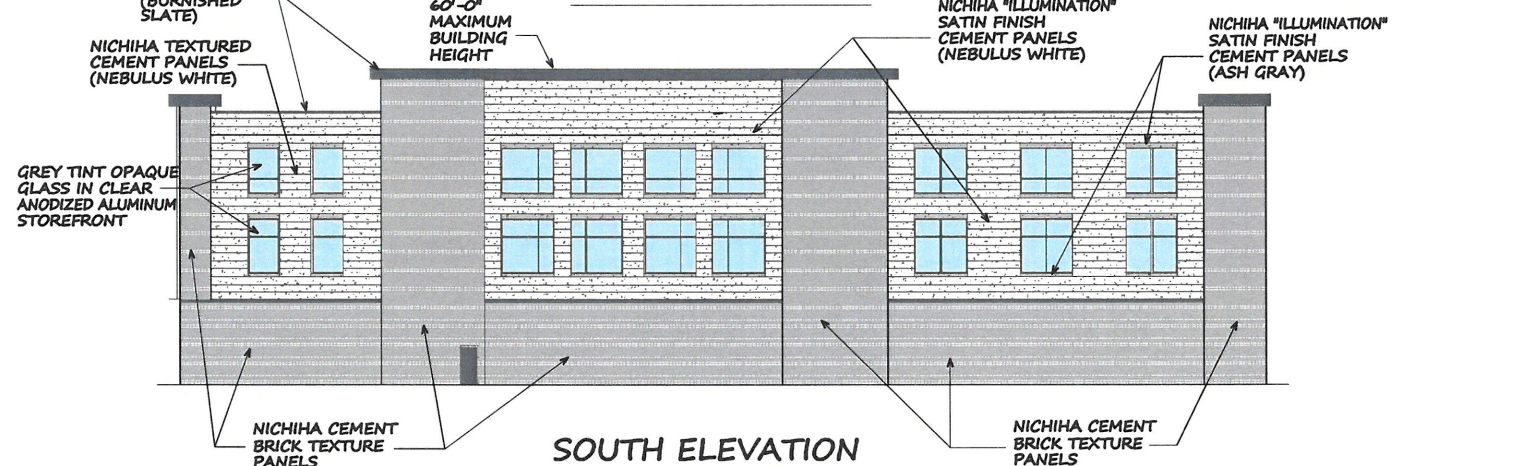 (BURNISHED
SLATE)
NICHIHA TEXTURED
CEMENT PANELS
(NEBULUS WHITE)
60'-0"
MAXIMUM
BUILDING
HEIGHT
NICHIHA "ILLUMINATION"
SATIN FINISH
CEMENT PANELS
(NEBULUS WHITE)
NICHIHA "ILLUMINATION"
SATIN FINISH
CEMENT PANELS
(ASH GRAY)
GREY TINT OPAQUE
GLASS IN CLEAR
ANODIZED ALUMINUM
STOREFRONT
NICHIHA CEMENT
BRICK TEXTURE
PANELS
SOUTH ELEVATION
NICHIHA CEMENT
BRICK TEXTURE
PANELS